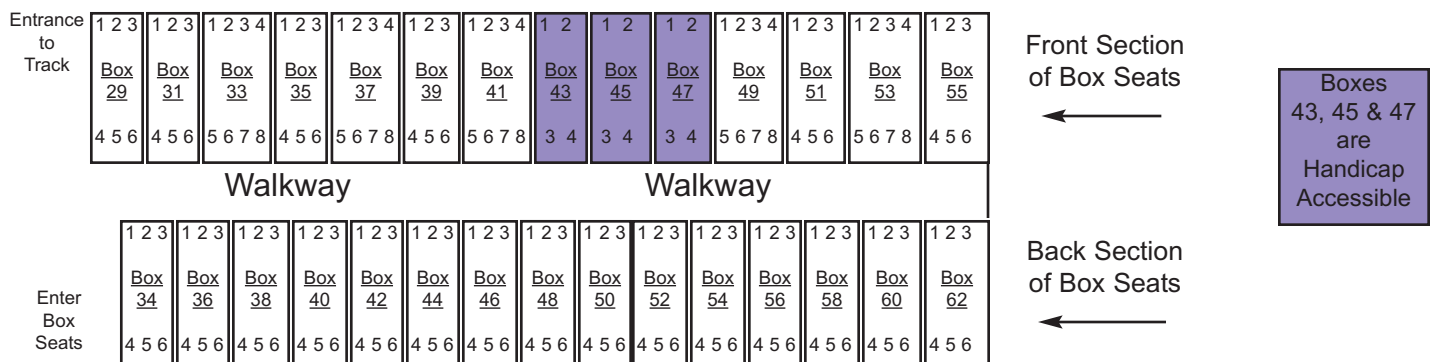 Entrance
to
Track
1 2 3 1 2 3 1 2 3 4 1 2 3 1 2 3 4 1 2 3 1 2 3 4 1 2 1 2 1 2 1 2 3 4 1 2 3 1 2 3 4 1 2 3
Box Box Box Box Box Box Box Box Box Box Box Box Box Box
29 31 33 35 37 39 41 43 45 47 49 51 53 55
4 5 6 4 5 6 5 6 7 8 4 5 6 5 6 7 8 4 5 6 5 6 7 8 3 4 3 4 3 4 5 6 7 8 4 5 6 5 6 7 8 4 5 6
Front Section
of Box Seats
Boxes
43, 45 & 47
are
Handicap
Accessible
Walkway Walkway
1 2 3 1 2 3 1 2 3 1 2 3 1 2 3 1 2 3 1 2 3 1 2 3 1 2 3 1 2 3 1 2 3 1 2 3 1 2 3 1 2 3 1 2 3
Box Box Box Box Box Box Box Box Box Box Box Box Box Box Box
34 36 38 40 42 44 46 48 50 52 54 56 58 60 62
4 5 6 4 5 6 4 5 6 4 5 6 4 5 6 4 5 6 4 5 6 4 5 6 4 5 6 4 5 6 4 5 6 4 5 6 4 5 6 4 5 6 4 5 6
Enter
Box
Seats
Back Section
of Box Seats